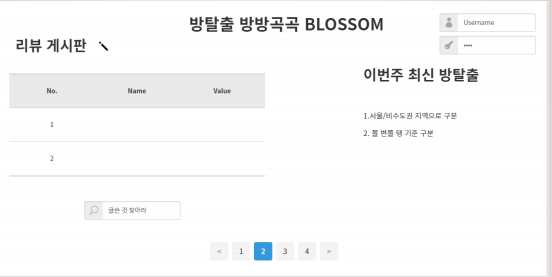 방탈출 방방곡곡 BLOSSOM
Username
••••
리뷰 게시판
이번주 최신 방탈출
No. Name Value
1
2
1.서울/비수도권 지역으로 구분
2. 쫄 변쫄 탱 기준 구분
글쓴 것 찾아라
< 1 2 3 4 >